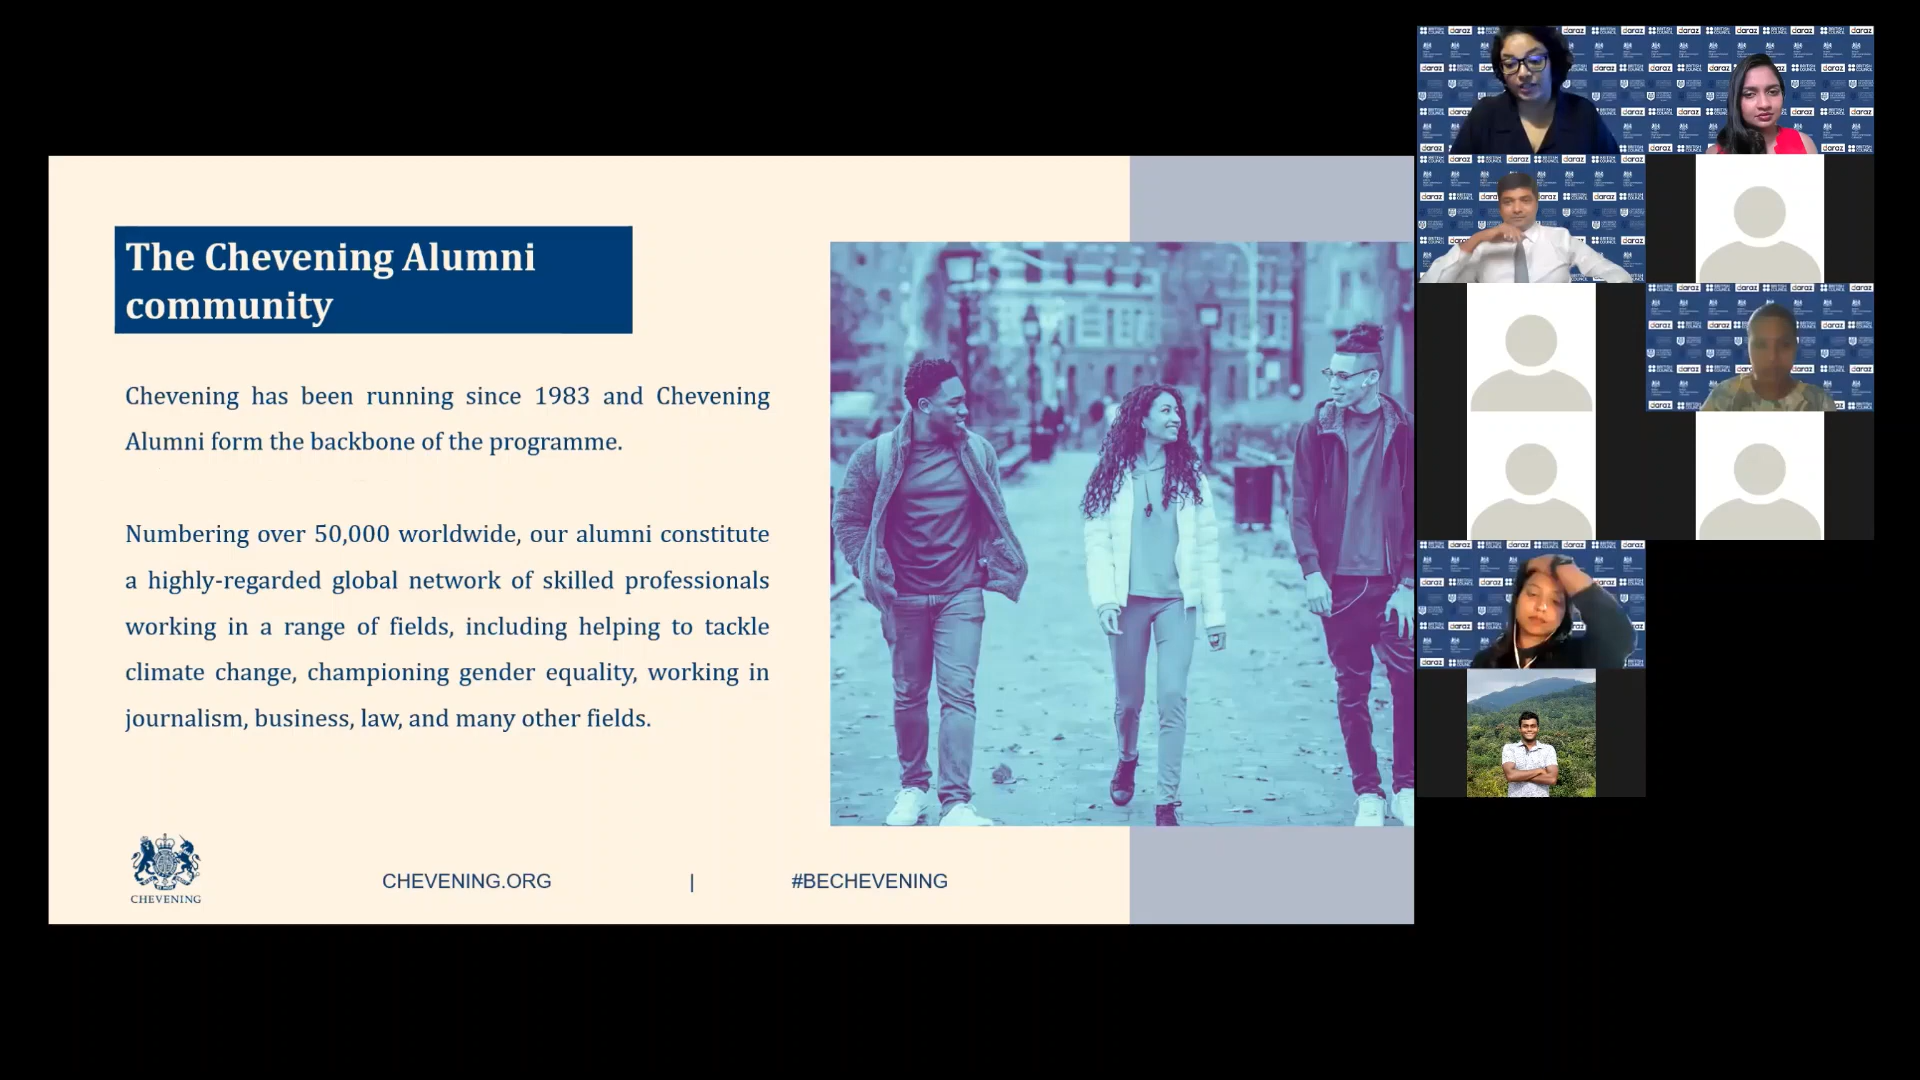 The Chevening Alumni
community
Chevening has been running since 1983 and Chevening
Alumni form the backbone of the programme.
Numbering over 50,000 worldwide, our alumni constitute
a highly-regarded global network of skilled professionals
working in a range of fields, including helping to tackle
climate change, championing gender equality, working in
journalism, business, law, and many other fields.
CHEVENING
CHEVENING.ORG | #BECHEVENING
BRITISH COUNCIL
daraz